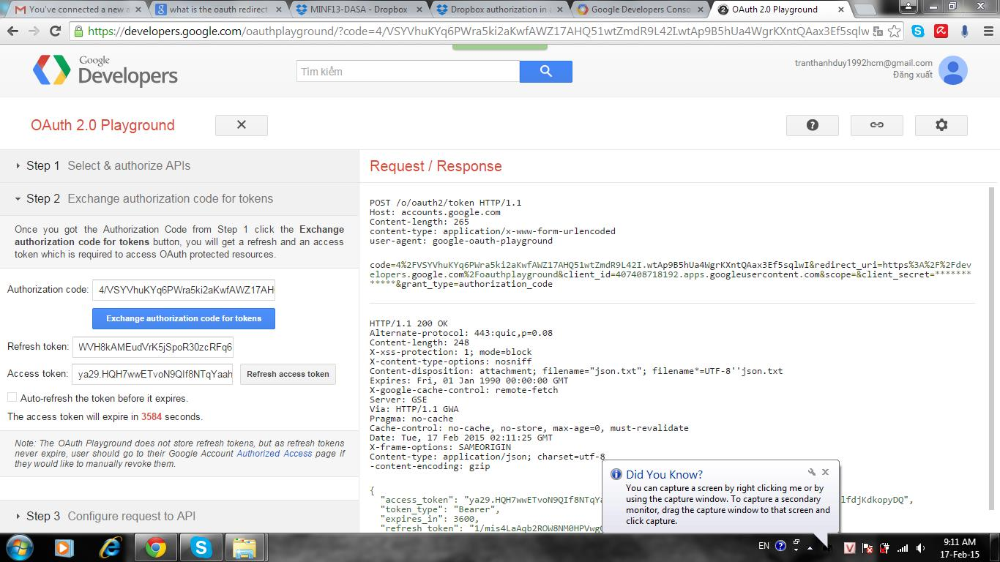 You've connected a new a
what is the oauth redirect
MINF13-DASA - Dropbox
Dropbox authorization in
Google Developers Conso
OAuth 2.0 Playground
https://developers.google.com/oauthplayground/?code=4/VSYVhuKYq6PWra5ki2aKwfAWZ17AHQ51wtZmdR9L42I.wtAp9B5hUa4WgrKXntQAax3Ef5sqlw
Google
Developers
Tìm kiếm
tranthanhduy1992hcm@gmail.com
Đăng xuất
OAuth 2.0 Playground
Step 1 Select & authorize APIs
Step 2 Exchange authorization code for tokens
Once you got the Authorization Code from Step 1 click the Exchange
authorization code for tokens button, you will get a refresh and an access
token which is required to access OAuth protected resources.
Authorization code: 4/VSYVhuKYq6PWra5ki2aKwfAWZ17AH
Exchange authorization code for tokens
Refresh token: WVH8kAMEudVrK5jSpoR30zcRFq6
Access token: ya29.HQH7wwETvoN9QIf8NTqYaah
Refresh access token
Auto-refresh the token before it expires.
The access token will expire in 3584 seconds.
Note: The OAuth Playground does not store refresh tokens, but as refresh tokens
never expire, user should go to their Google Account Authorized Access page if
they would like to manually revoke them.
Step 3 Configure request to API
Request / Response
POST /o/oauth2/token HTTP/1.1
Host: accounts.google.com
Content-length: 265
content-type: application/x-www-form-urlencoded
user-agent: google-oauth-playground
code=4%2FVSYVhuKYq6PWra5ki2aKwfAWZ17AHQ51wtZmdR9L42I.wtAp9B5hUa4WgrKXntQAax3Ef5sqlwI&redirect_uri=https%3A%2F%2Fdev
elopers.google.com%2Foauthplayground&client_id=407408718192.apps.googleusercontent.com&scope=&client_secret=********
*****&grant_type=authorization_code
HTTP/1.1 200 OK
Alternate-protocol: 443:quic,p=0.08
Content-length: 248
X-xss-protection: 1; mode=block
X-content-type-options: nosniff
Content-disposition: attachment; filename="json.txt"; filename*=UTF-8''json.txt
Expires: Fri, 01 Jan 1990 00:00:00 GMT
X-google-cache-control: remote-fetch
Server: GSE
Via: HTTP/1.1 GWA
Pragma: no-cache
Cache-control: no-cache, no-store, max-age=0, must-revalidate
Date: Tue, 17 Feb 2015 02:11:25 GMT
X-frame-options: SAMEORIGIN
Content-type: application/json; charset=utf-8
-content-encoding: gzip
{
"access_token": "ya29.HQH7wwETvoN9QIf8NTqYa lfdjKdkopyDQ",
"token_type": "Bearer",
"expires_in": 3600,
"refresh_token": "1/mis4LaAqb2ROW8NM0HPVwg
Did You Know?
You can capture a screen by right clicking me or by
using the capture window. To capture a secondary
monitor, drag the capture window to that screen and
click capture.
EN
9:11 AM
17-Feb-15